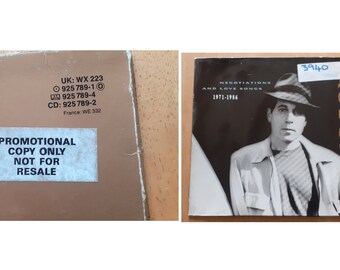 UK: WX 223
925 789-1
925 789-4
CD: 925 789-2
France: WE 332
PROMOTIONAL
COPY ONLY
NOT FOR
RESALE
3940
NEGOTIATIONS
AND LOVE SONGS
1971-1986